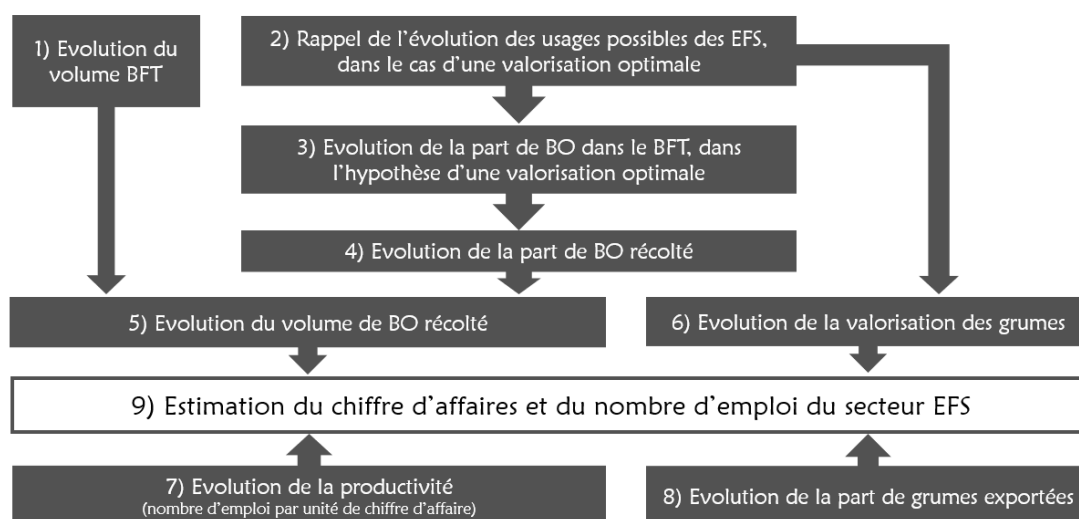 1) Evolution du
volume BFT
2) Rappel de l'évolution des usages possibles des EFS,
dans le cas d'une valorisation optimale
3) Evolution de la part de BO dans le BFT, dans
l'hypothèse d'une valorisation optimale
4) Evolution de la part de BO récolté
5) Evolution du volume de BO récolté
6) Evolution de la valorisation des grumes
9) Estimation du chiffre d'affaires et du nombre d'emploi du secteur EFS
7) Evolution de la productivité
(nombre d'emploi par unité de chiffre d'affaire)
8) Evolution de la part de grumes exportées